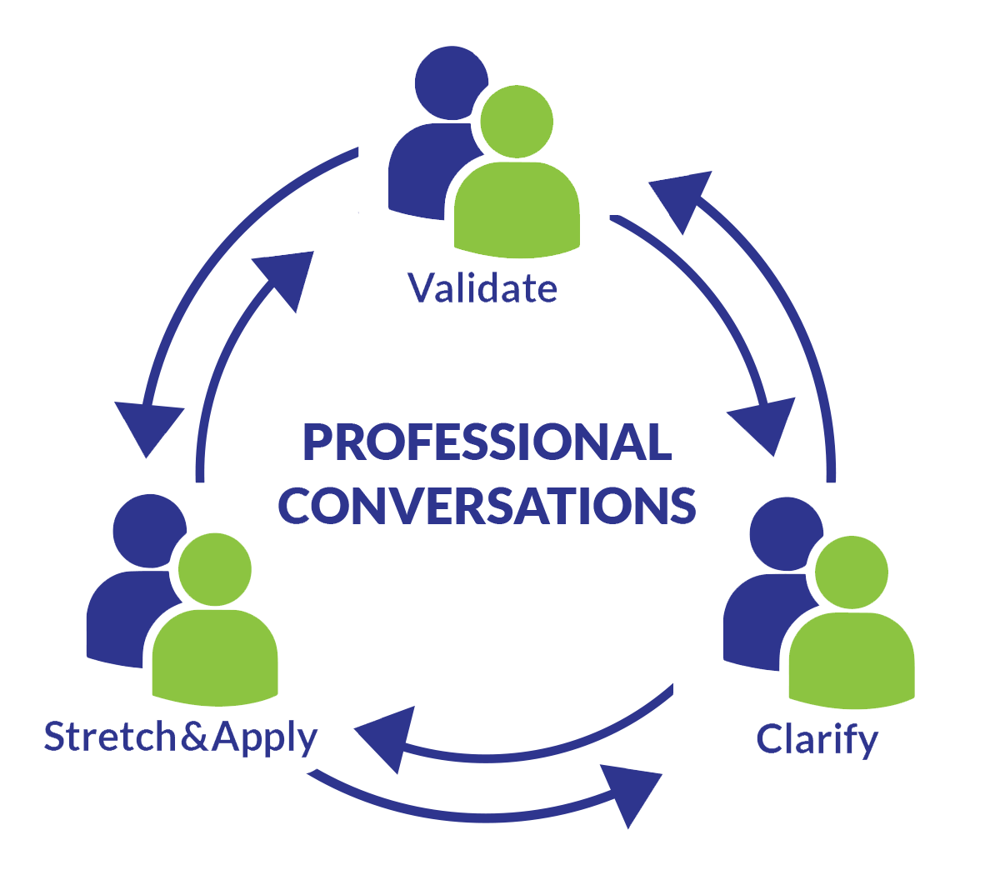 Validate
PROFESSIONAL
CONVERSATIONS
Stretch&Apply
Clarify